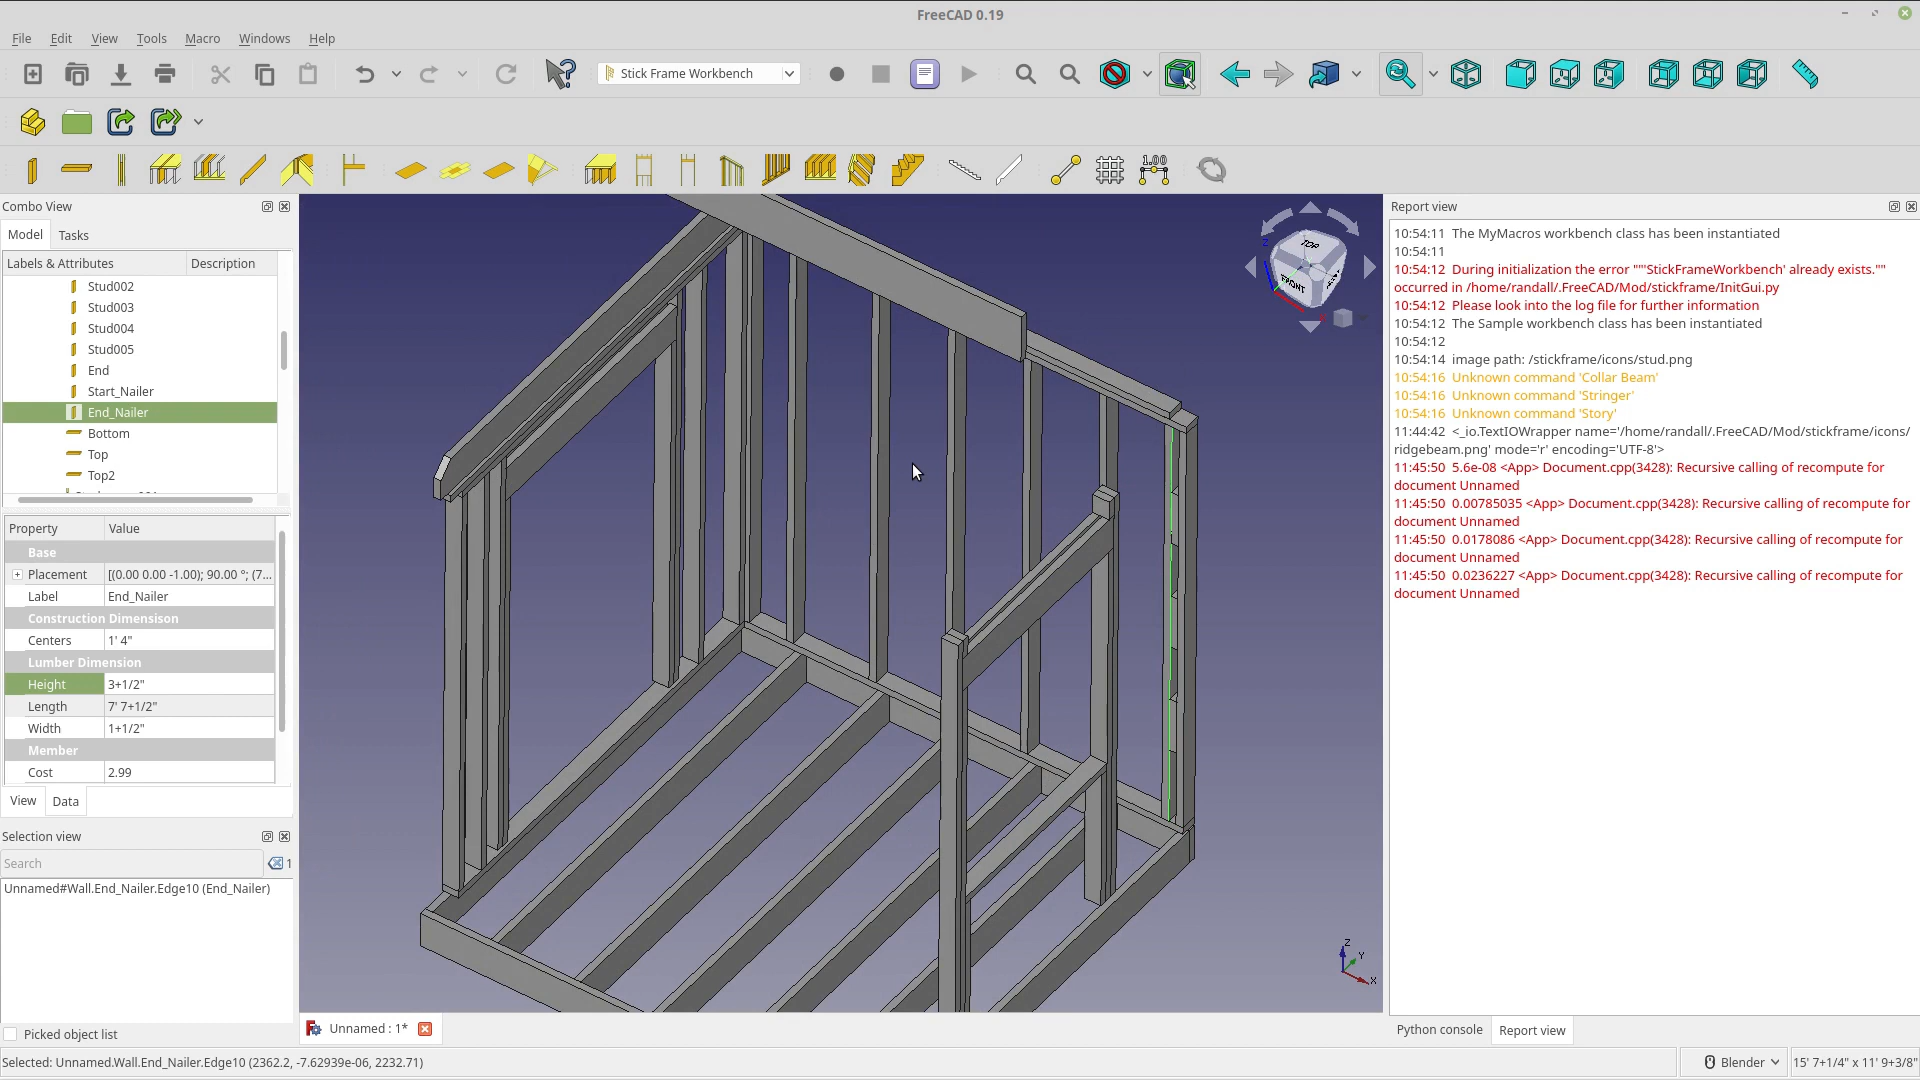 FreeCAD 0.19
File Edit View Tools Macro Windows Help
Stick Frame Workbench
1.00
Combo View
Model Tasks
Labels & Attributes Description
Stud002
Stud003
Stud004
Stud005
End
Start_Nailer
End_Nailer
Bottom
Top
Top2
Property Value
Base
Placement [(0.00 0.00 -1.00); 90.00 °; (7...
Label End_Nailer
Construction Dimensison
Centers 1' 4"
Lumber Dimension
Height 3+1/2"
Length 7' 7+1/2"
Width 1+1/2"
Member
Cost 2.99
View Data
Selection view
Search 1
Unnamed#Wall.End_Nailer.Edge10 (End_Nailer)
Picked object list
TOP
FRONT
Z
Z
Y
X
Unnamed : 1*
Report view
10:54:11 The MyMacros workbench class has been instantiated
10:54:11
10:54:12 During initialization the error """StickFrameWorkbench' already exists.""
occurred in /home/randall/.FreeCAD/Mod/stickframe/InitGui.py
10:54:12 Please look into the log file for further information
10:54:12 The Sample workbench class has been instantiated
10:54:12
10:54:14 image path: /stickframe/icons/stud.png
10:54:16 Unknown command 'Collar Beam'
10:54:16 Unknown command 'Stringer'
10:54:16 Unknown command 'Story'
11:44:42 <_io.TextIOWrapper name='/home/randall/.FreeCAD/Mod/stickframe/icons/
ridgebeam.png' mode='r' encoding='UTF-8'>
11:45:50 5.6e-08 <App> Document.cpp(3428): Recursive calling of recompute for
document Unnamed
11:45:50 0.00785035 <App> Document.cpp(3428): Recursive calling of recompute for
document Unnamed
11:45:50 0.0178086 <App> Document.cpp(3428): Recursive calling of recompute for
document Unnamed
11:45:50 0.0236227 <App> Document.cpp(3428): Recursive calling of recompute for
document Unnamed
Python console Report view
Selected: Unnamed.Wall.End_Nailer.Edge10 (2362.2, -7.62939e-06, 2232.71)
Blender 15' 7+1/4" x 11' 9+3/8"